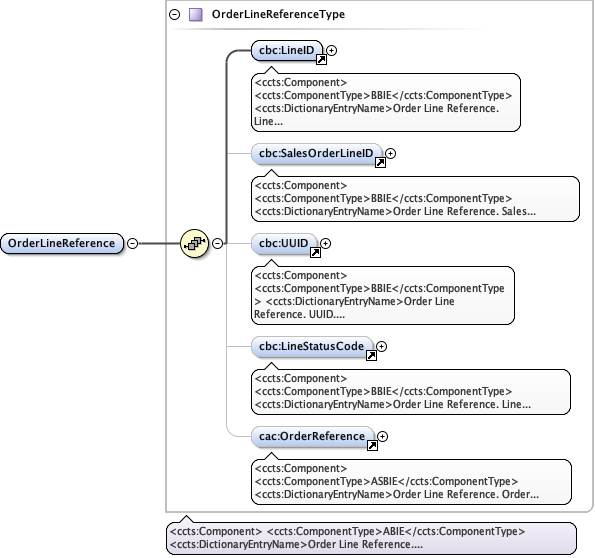 OrderLineReferenceType
cbc:LineID
<ccts:Component>
<ccts:ComponentType>BBIE</ccts:ComponentType>
<ccts:DictionaryEntryName>Order Line Reference.
Line...
cbc:SalesOrderLineID
<ccts:Component>
<ccts:ComponentType>BBIE</ccts:ComponentType>
<ccts:DictionaryEntryName>Order Line Reference. Sales...
OrderLineReference
cbc:UUID
<ccts:Component>
<ccts:ComponentType>BBIE</ccts:ComponentType
> <ccts:DictionaryEntryName>Order Line
Reference. UUID....
cbc:LineStatusCode
<ccts:Component>
<ccts:ComponentType>BBIE</ccts:ComponentType>
<ccts:DictionaryEntryName>Order Line Reference. Line...
cac:OrderReference
<ccts:Component>
<ccts:ComponentType>ASBIE</ccts:ComponentType>
<ccts:DictionaryEntryName>Order Line Reference. Order...
<ccts:Component> <ccts:ComponentType>ABIE</ccts:ComponentType>
<ccts:DictionaryEntryName>Order Line Reference....